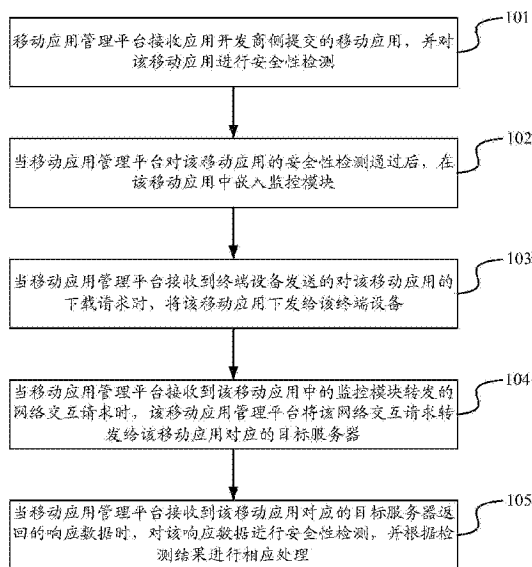 101
移动应用管理平台接收应用开发商侧提交的移动应用，并对
该移动应用进行安全性检测
102
当移动应用管理平台对该移动应用的安全性检测通过后，在
该移动应用中嵌入监控模块
103
当移动应用管理平台接收到终端设备发送的对该移动应用的
下载请求时，将该移动应用下发给该终端设备
104
当移动应用管理平台接收到该移动应用中的监控模块转发的
网络交互请求时，该移动应用管理平台将该网络交互请求转
发给该移动应用对应的目标服务器
105
当移动应用管理平台接收到该移动应用对应的目标服务器返
回的响应数据时，对该响应数据进行安全性检测，并根据检
测结果进行相应处理